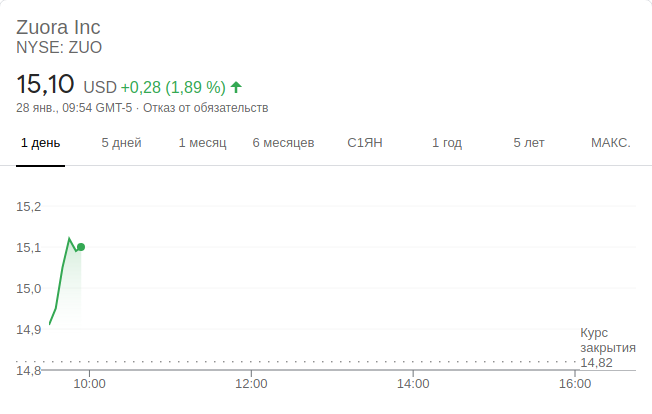 Zuora Inc
NYSE: ZUO
15,10 USD +0,28 (1,89 %)
28 янв., 09:54 GMT-5 · Отказ от обязательств
1 день 5 дней 1 месяц 6 месяцев С1ЯН 1 год 5 лет МАКС.
15,2
15,1
15,0
14,9
Курс
закрытия
14,82
14,8
10:00 12:00 14:00 16:00